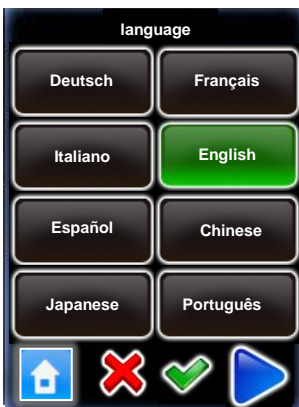 language
Deutsch
Français
Italiano
English
Español
Chinese
Japanese
Português